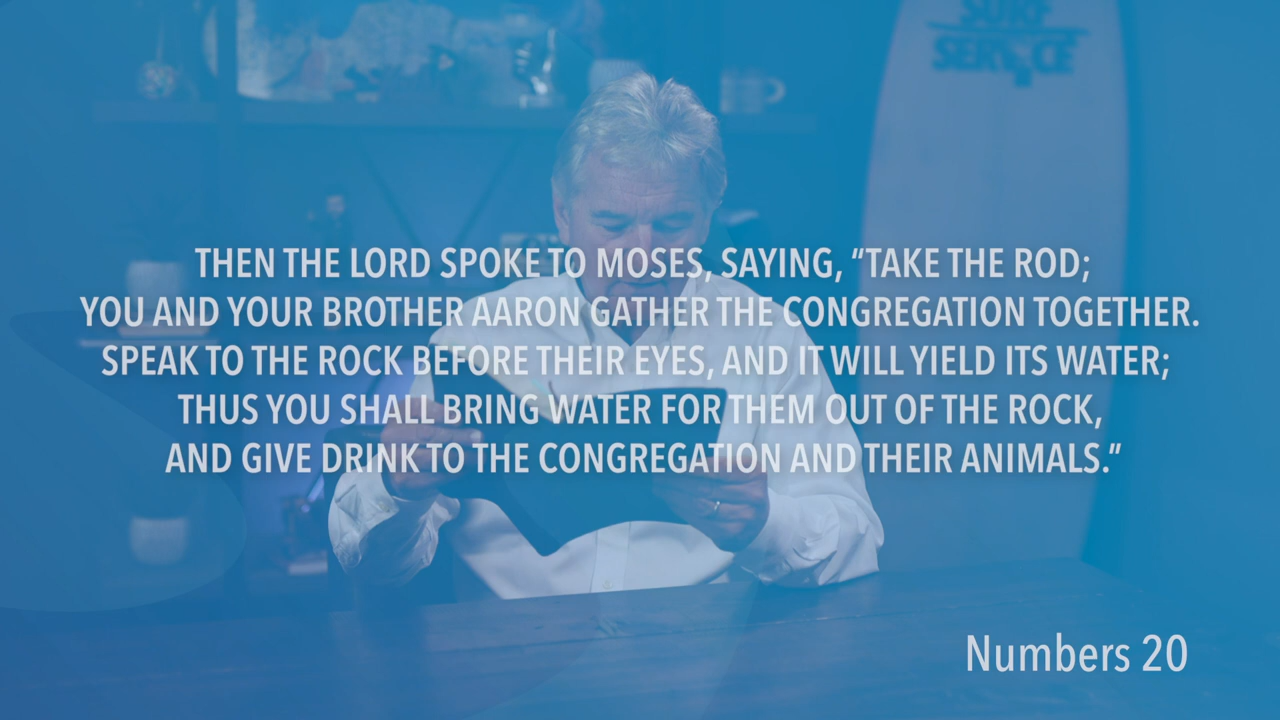 SURF
SERVICE
THEN THE LORD SPOKE TO MOSES, SAYING, “TAKE THE ROD;
YOU AND YOUR BROTHER AARON GATHER THE CONGREGATION TOGETHER.
SPEAK TO THE ROCK BEFORE THEIR EYES, AND IT WILL YIELD ITS WATER;
THUS YOU SHALL BRING WATER FOR THEM OUT OF THE ROCK,
AND GIVE DRINK TO THE CONGREGATION AND THEIR ANIMALS.”
Numbers 20